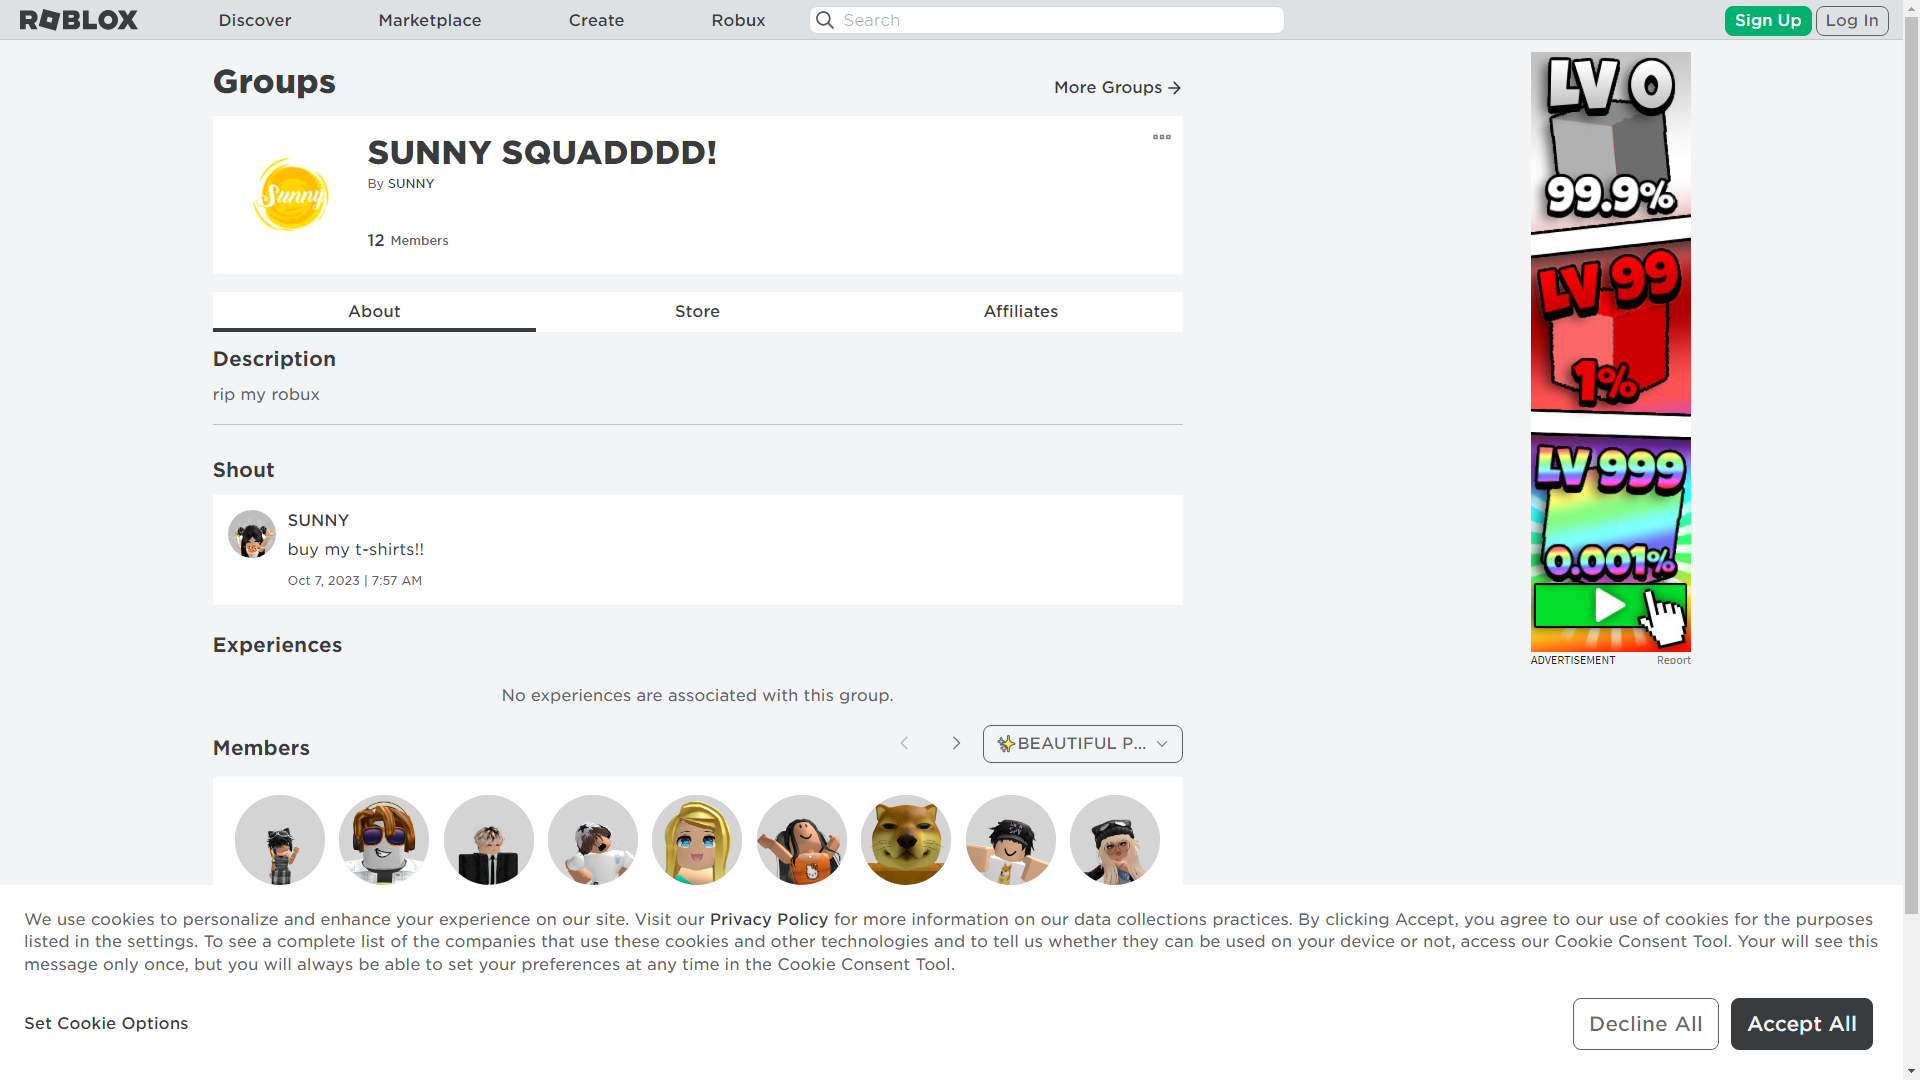 ROBLOX
Discover
Marketplace
Create
Robux
Search
Sign Up
Log In
Groups
More Groups
SUNNY SQUADDDD!
By SUNNY
Sunny
12 Members
About
Store
Affiliates
Description
rip my robux
Shout
SUNNY
buy my t-shirts!!
Oct 7, 2023 | 7:57 AM
Experiences
No experiences are associated with this group.
Members
✨BEAUTIFUL P...
LV 0
99.9%
LV 99
1%
LV 999
0.001%
ADVERTISEMENT
Report
We use cookies to personalize and enhance your experience on our site. Visit our Privacy Policy for more information on our data collections practices. By clicking Accept, you agree to our use of cookies for the purposes
listed in the settings. To see a complete list of the companies that use these cookies and other technologies and to tell us whether they can be used on your device or not, access our Cookie Consent Tool. Your will see this
message only once, but you will always be able to set your preferences at any time in the Cookie Consent Tool.
Set Cookie Options
Decline All
Accept All